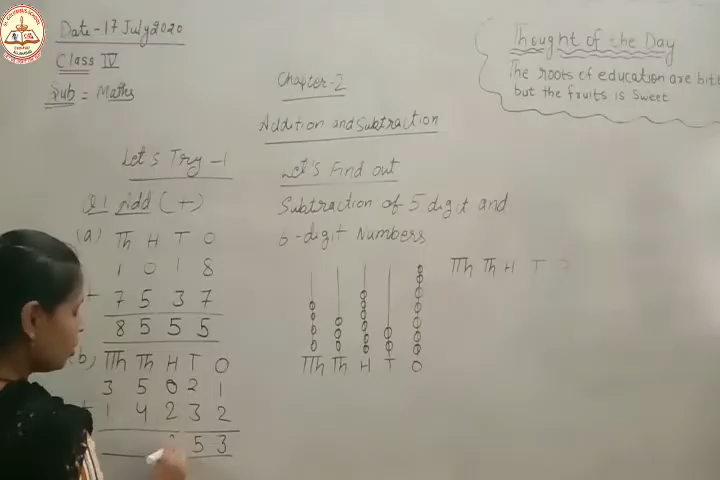 Date - 17 July 2020
Class IV
Sub = Maths
Thought of the Day
The roots of education are bitt
but the fruits is sweet
Chapter-2
Addition and Subtraction
Let's Try -1
Q1 Add (+)
(a) Th H T O
1 0 1 8
+ 7 5 3 7
8 5 5 5
b) TTh Th H T O
3 5 0 2 1
+ 1 4 2 3 2
5 3
Let's Find out
Subtraction of 5 digit and
6-digit Numbers
TTh Th H T O
TTh Th H T